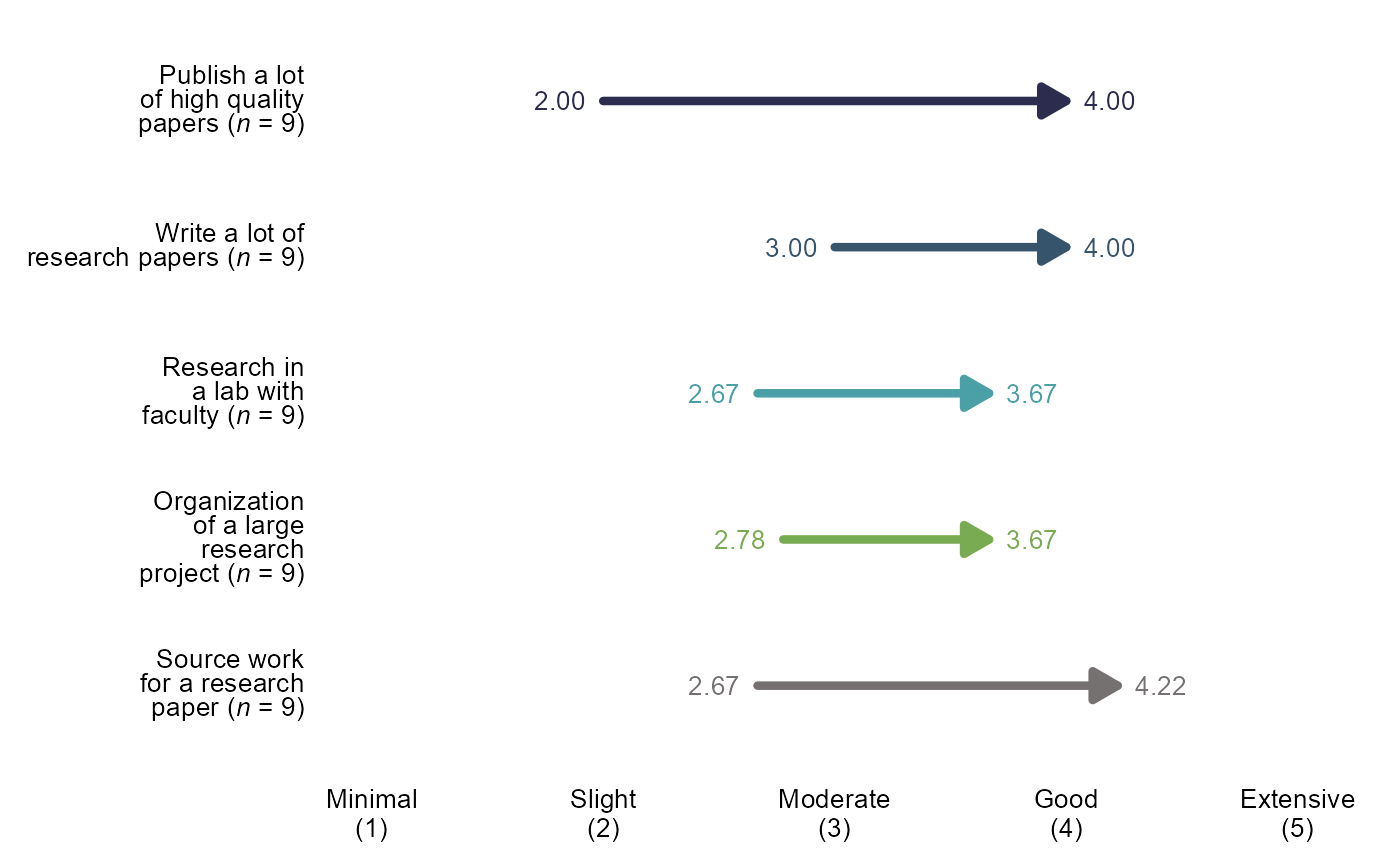 Publish a lot
of high quality
papers (n = 9)
2.00
4.00
Write a lot of
research papers (n = 9)
3.00
4.00
Research in
a lab with
faculty (n = 9)
2.67
3.67
Organization
of a large
research
project (n = 9)
2.78
3.67
Source work
for a research
paper (n = 9)
2.67
4.22
Minimal
(1)
Slight
(2)
Moderate
(3)
Good
(4)
Extensive
(5)